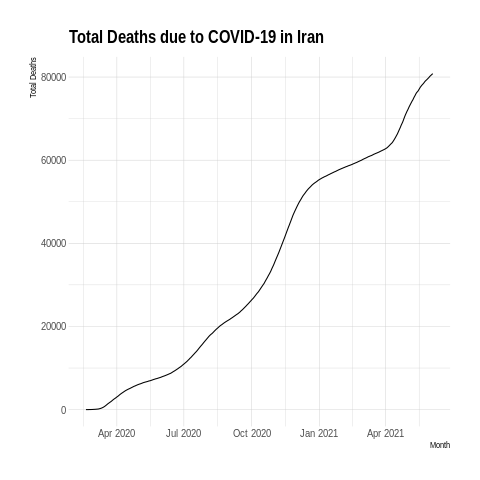 Total Deaths due to COVID-19 in Iran
Total Deaths
80000
60000
40000
20000
0
Apr 2020 Jul 2020 Oct 2020 Jan 2021 Apr 2021
Month